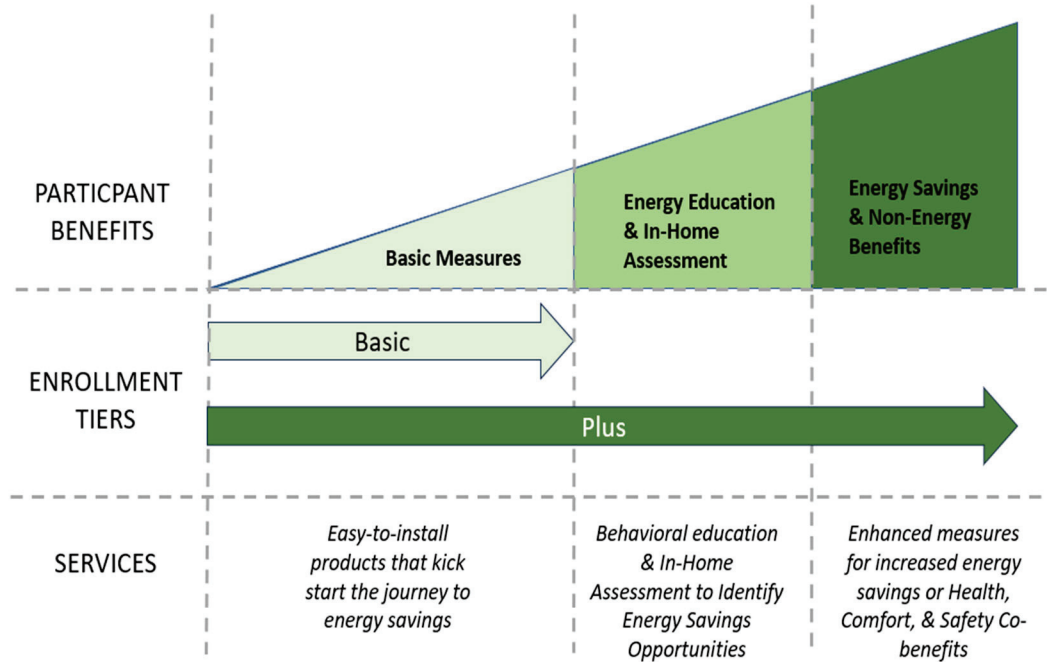 PARTICPANT
BENEFITS
Basic Measures
Energy Education
& In-Home
Assessment
Energy Savings
& Non-Energy
Benefits
ENROLLMENT
TIERS
Basic
Plus
SERVICES
Easy-to-install
products that kick
start the journey to
energy savings
Behavioral education
& In-Home
Assessment to Identify
Energy Savings
Opportunities
Enhanced measures
for increased energy
savings or Health,
Comfort, & Safety Co-
benefits